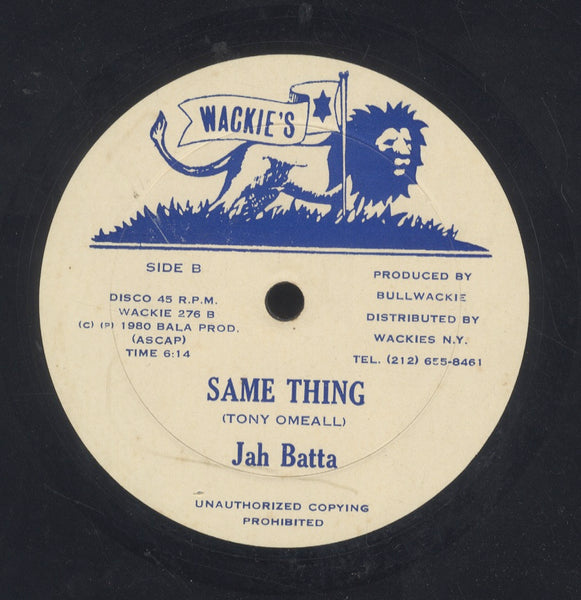 WACKIE'S
SIDE B
DISCO 45 R.P.M.
WACKIE 276 B
(C) (P) 1980 BALA PROD.
(ASCAP)
TIME 6:14
PRODUCED BY
BULLWACKIE
DISTRIBUTED BY
WACKIES N.Y.
TEL. (212) 655-8461
SAME THING
(TONY OMEALL)
Jah Batta
UNAUTHORIZED COPYING
PROHIBITED